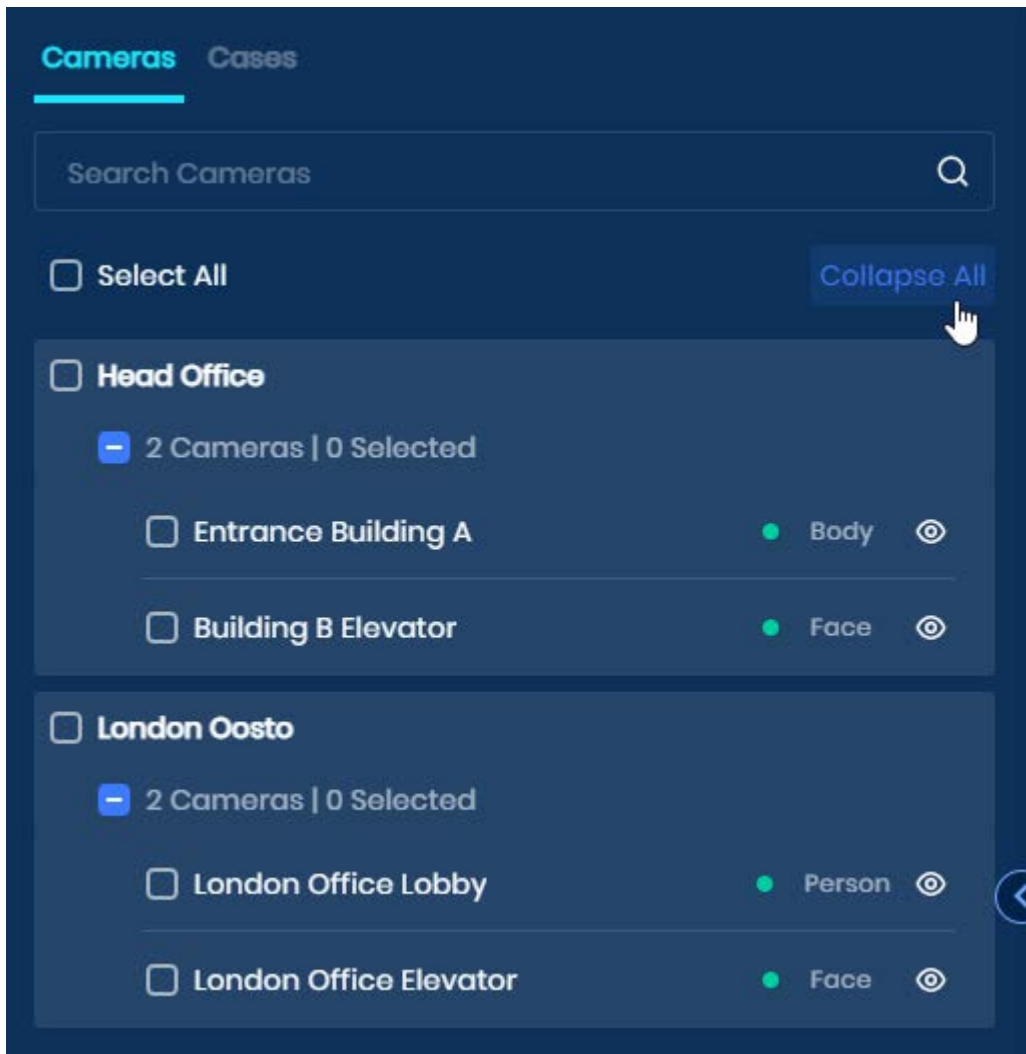 Cameras Cases
Search Cameras
Select All Collapse All
Head Office
2 Cameras | 0 Selected
Entrance Building A Body
Building B Elevator Face
London Oosto
2 Cameras | 0 Selected
London Office Lobby Person
London Office Elevator Face